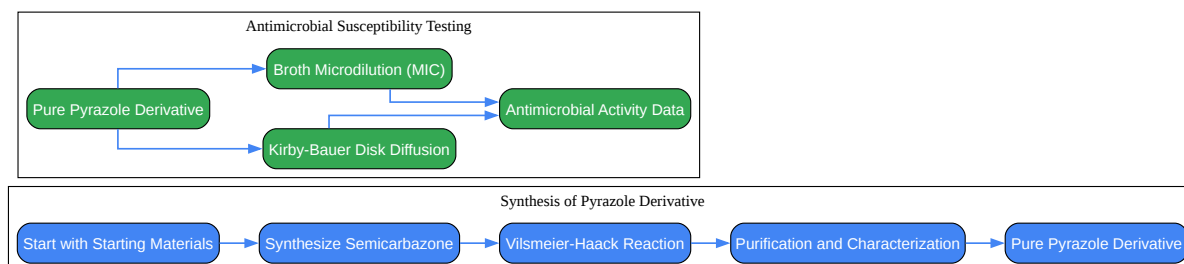 Antimicrobial Susceptibility Testing
Broth Microdilution (MIC)
Pure Pyrazole Derivative
Antimicrobial Activity Data
Kirby-Bauer Disk Diffusion
Synthesis of Pyrazole Derivative
Start with Starting Materials
Synthesize Semicarbazone
Vilsmeier-Haack Reaction
Purification and Characterization
Pure Pyrazole Derivative